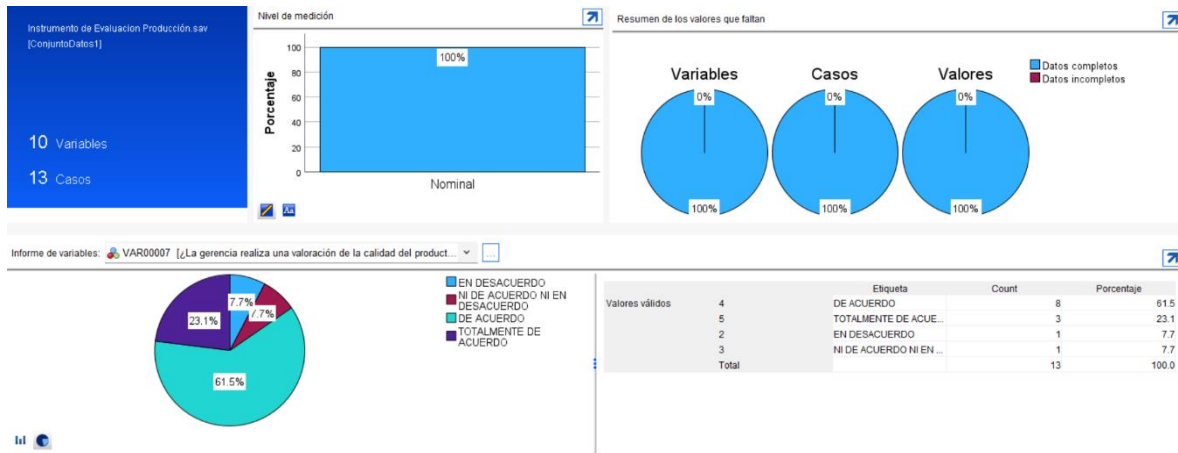 Instrumento de Evaluacion Producción.sav
[ConjuntoDatos1]
10 Variables
13 Casos
Nivel de medición
Porcentaje
100
80
60
40
20
0
100%
Nominal
Resumen de los valores que faltan
Variables
Casos
Valores
0%
0%
0%
100%
100%
100%
Datos completos
Datos incompletos
Informe de variables: VAR00007 [¿La gerencia realiza una valoración de la calidad del product... ...
7.7%
7.7%
23.1%
61.5%
EN DESACUERDO
NI DE ACUERDO NI EN
DESACUERDO
DE ACUERDO
TOTALMENTE DE
ACUERDO
Etiqueta Count Porcentaje
Valores válidos 4 DE ACUERDO 8 61.5
5 TOTALMENTE DE ACUE... 3 23.1
2 EN DESACUERDO 1 7.7
3 NI DE ACUERDO NI EN ... 1 7.7
Total 13 100.0